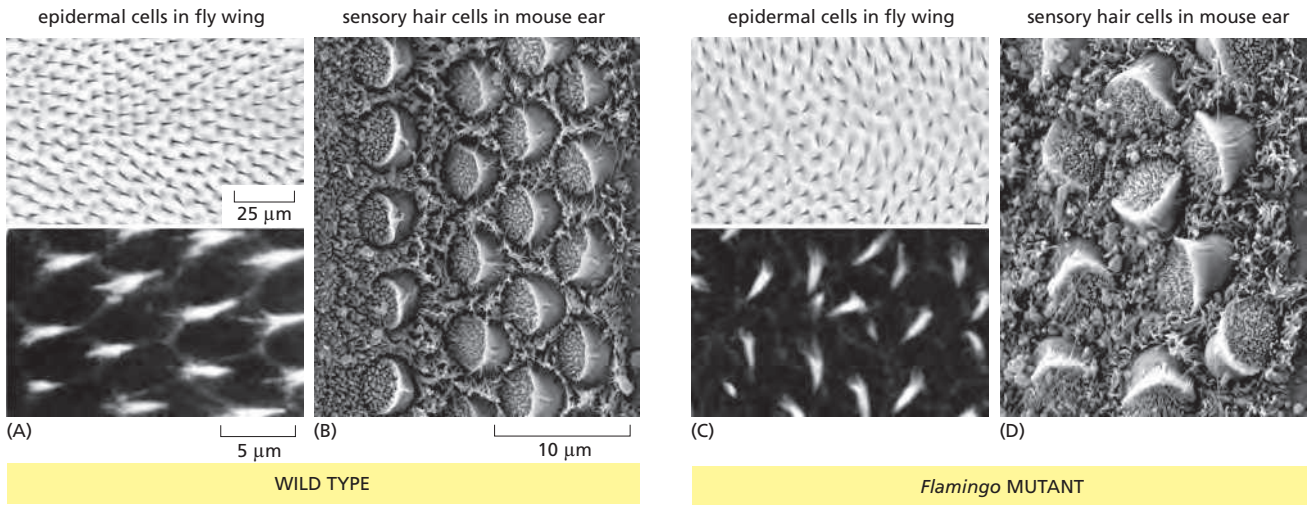 epidermal cells in fly wing
sensory hair cells in mouse ear
epidermal cells in fly wing
sensory hair cells in mouse ear
25 μm
(A)
5 μm
(B)
10 μm
(C)
(D)
WILD TYPE
Flamingo MUTANT